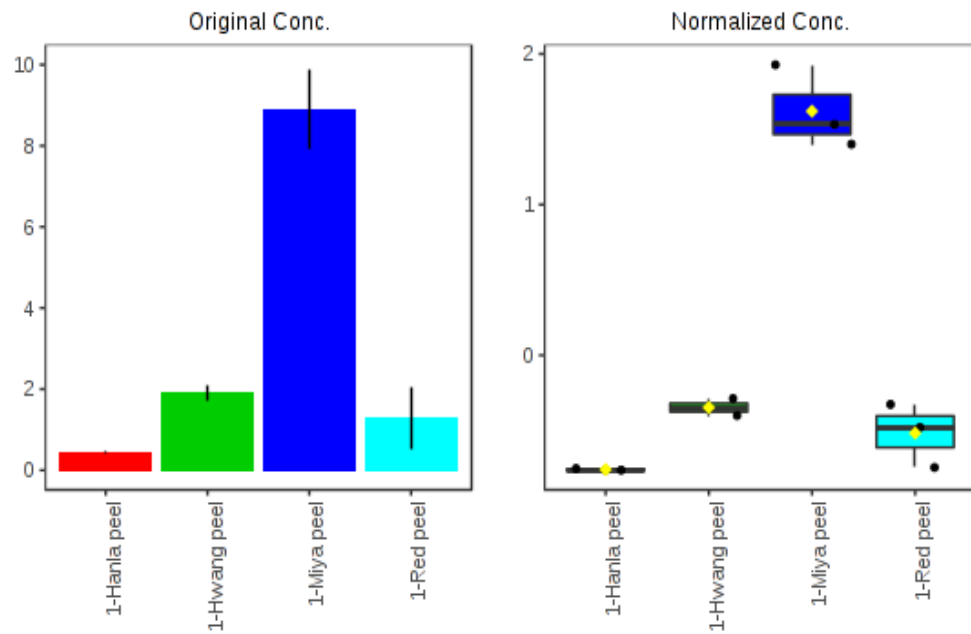 Original Conc.
10
8
6
4
2
0
1-Hanla peel
1-Hwang peel
1-Miya peel
1-Red peel
Normalized Conc.
2
1
0
1-Hanla peel
1-Hwang peel
1-Miya peel
1-Red peel